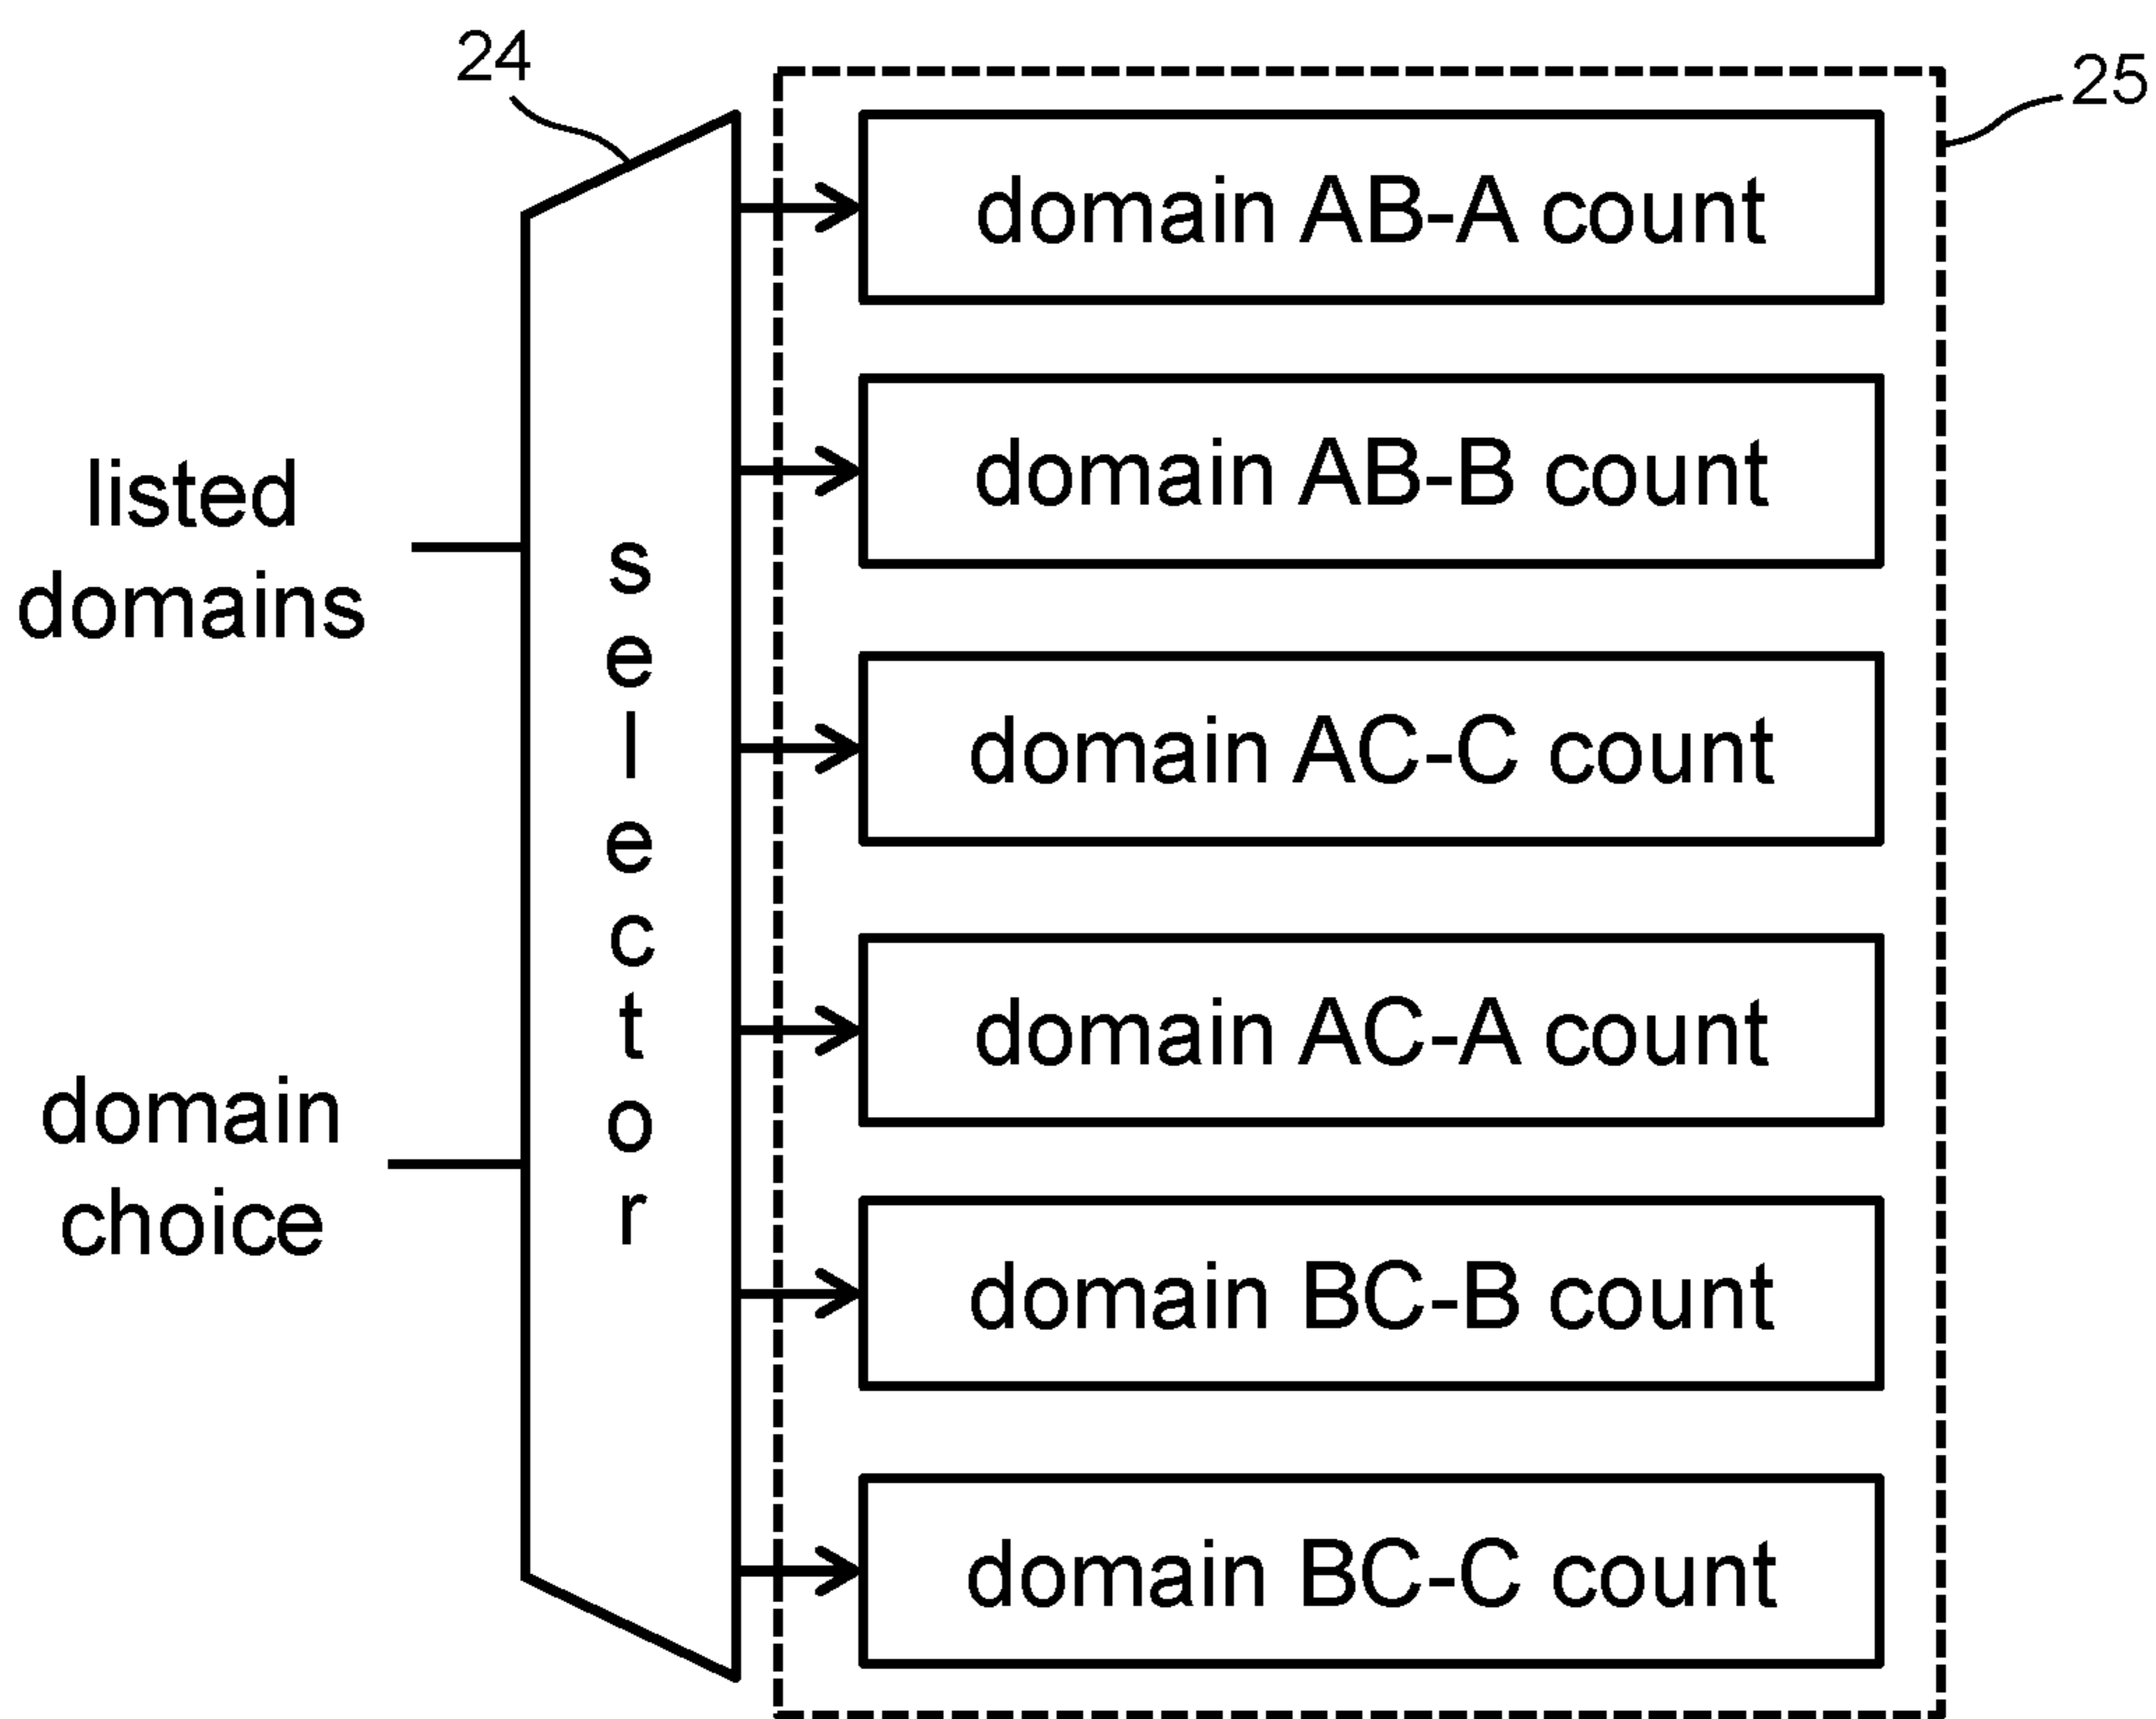 24
25
listed
domains
domain
choice
selector
domain AB-A count
domain AB-B count
domain AC-C count
domain AC-A count
domain BC-B count
domain BC-C count